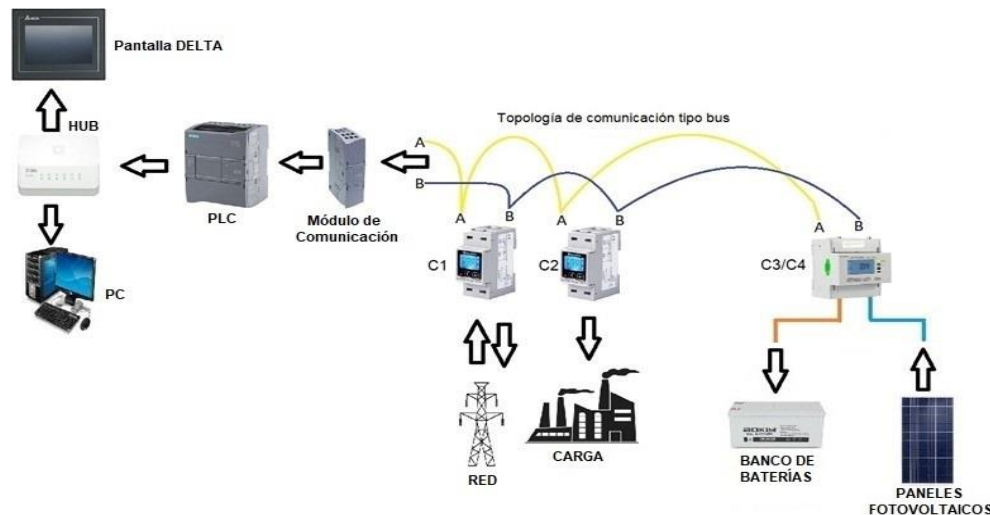 Pantalla DELTA
HUB
Topología de comunicación tipo bus
A
B
PLC
Módulo de
Comunicación
A
B
A
B
A
B
C1
C2
C3/C4
PC
RED
CARGA
BANCO DE
BATERÍAS
PANELES
FOTOVOLTAICOS